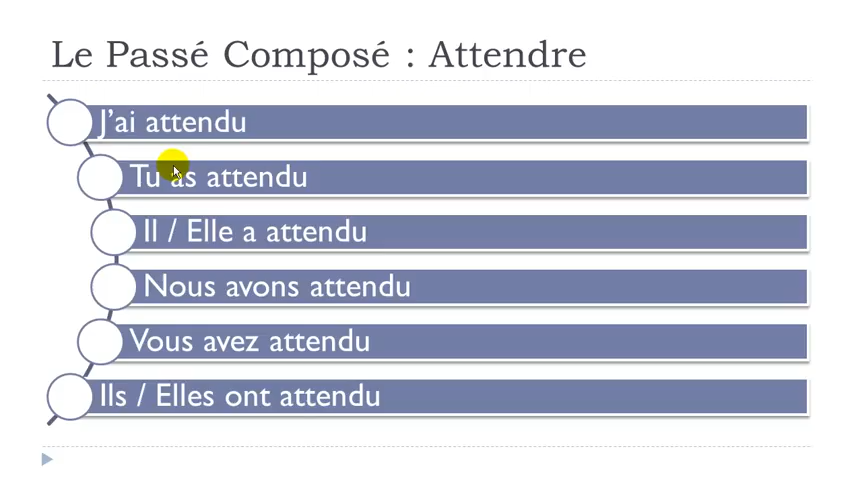 Le Passé Composé : Attendre
J'ai attendu
Tu as attendu
Il / Elle a attendu
Nous avons attendu
Vous avez attendu
Ils / Elles ont attendu